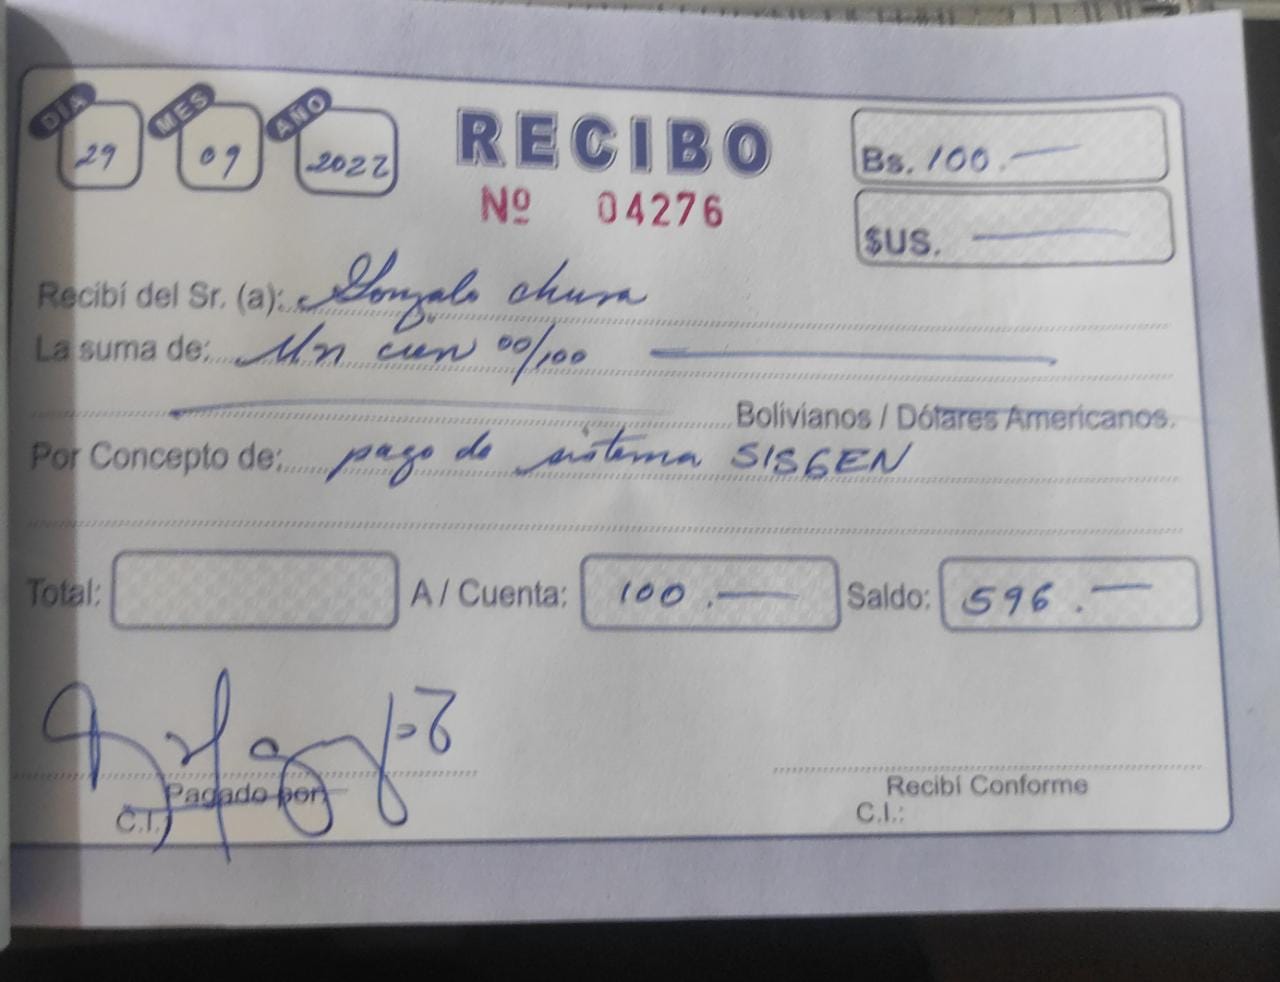 DÍA 29 MES 09 AÑO 2022
RECIBO
Nº 04276
Bs. 100.—
$US. —
Recibí del Sr. (a): Gonzalo chura
La suma de: Un cien 00/100
Bolivianos / Dólares Americanos.
Por Concepto de: pago de sistema SISGEN
Total:
A / Cuenta: 100.—
Saldo: 596.—
Pagado por
C.I.
Recibí Conforme
C.I.: